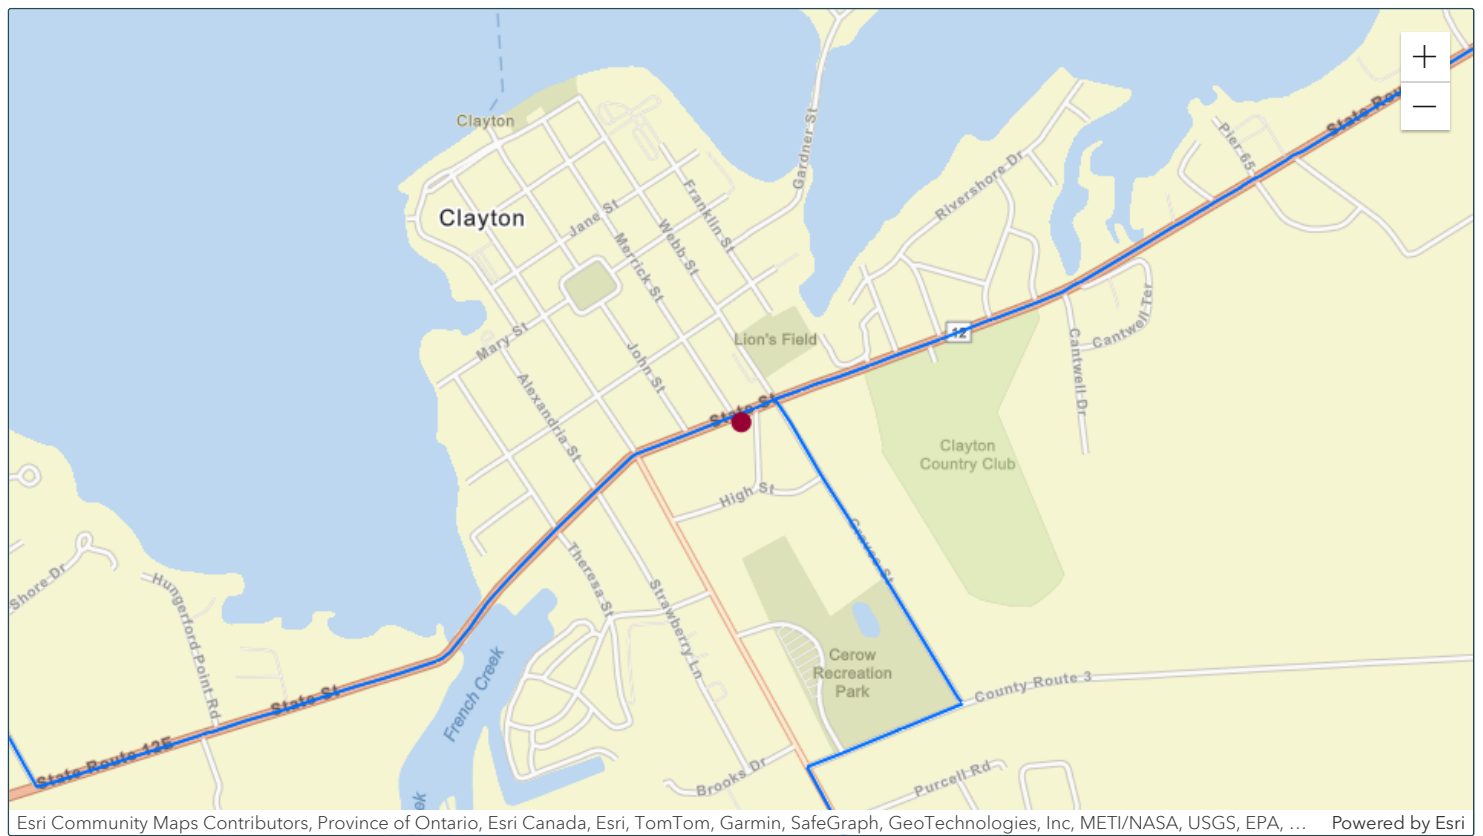 +
State Rou
−
Clayton
Gardner St
Pier 65
Rivershore Dr
Clayton
Jane St
Franklin St
Webb St
Merrick St
12
Cantwell Ter
Cantwell Dr
Lion's Field
Mary St
John St
Alexandria St
State St
Clayton
Country Club
High St
Graves St
Shore Dr
Hungerford Point Rd
Theresa St
Strawberry Ln
French Creek
Cerow
Recreation
Park
County Route 3
State St
State Route 12E
Brooks Dr
Purcell Rd
eek
Esri Community Maps Contributors, Province of Ontario, Esri Canada, Esri, TomTom, Garmin, SafeGraph, GeoTechnologies, Inc, METI/NASA, USGS, EPA, ...
Powered by Esri